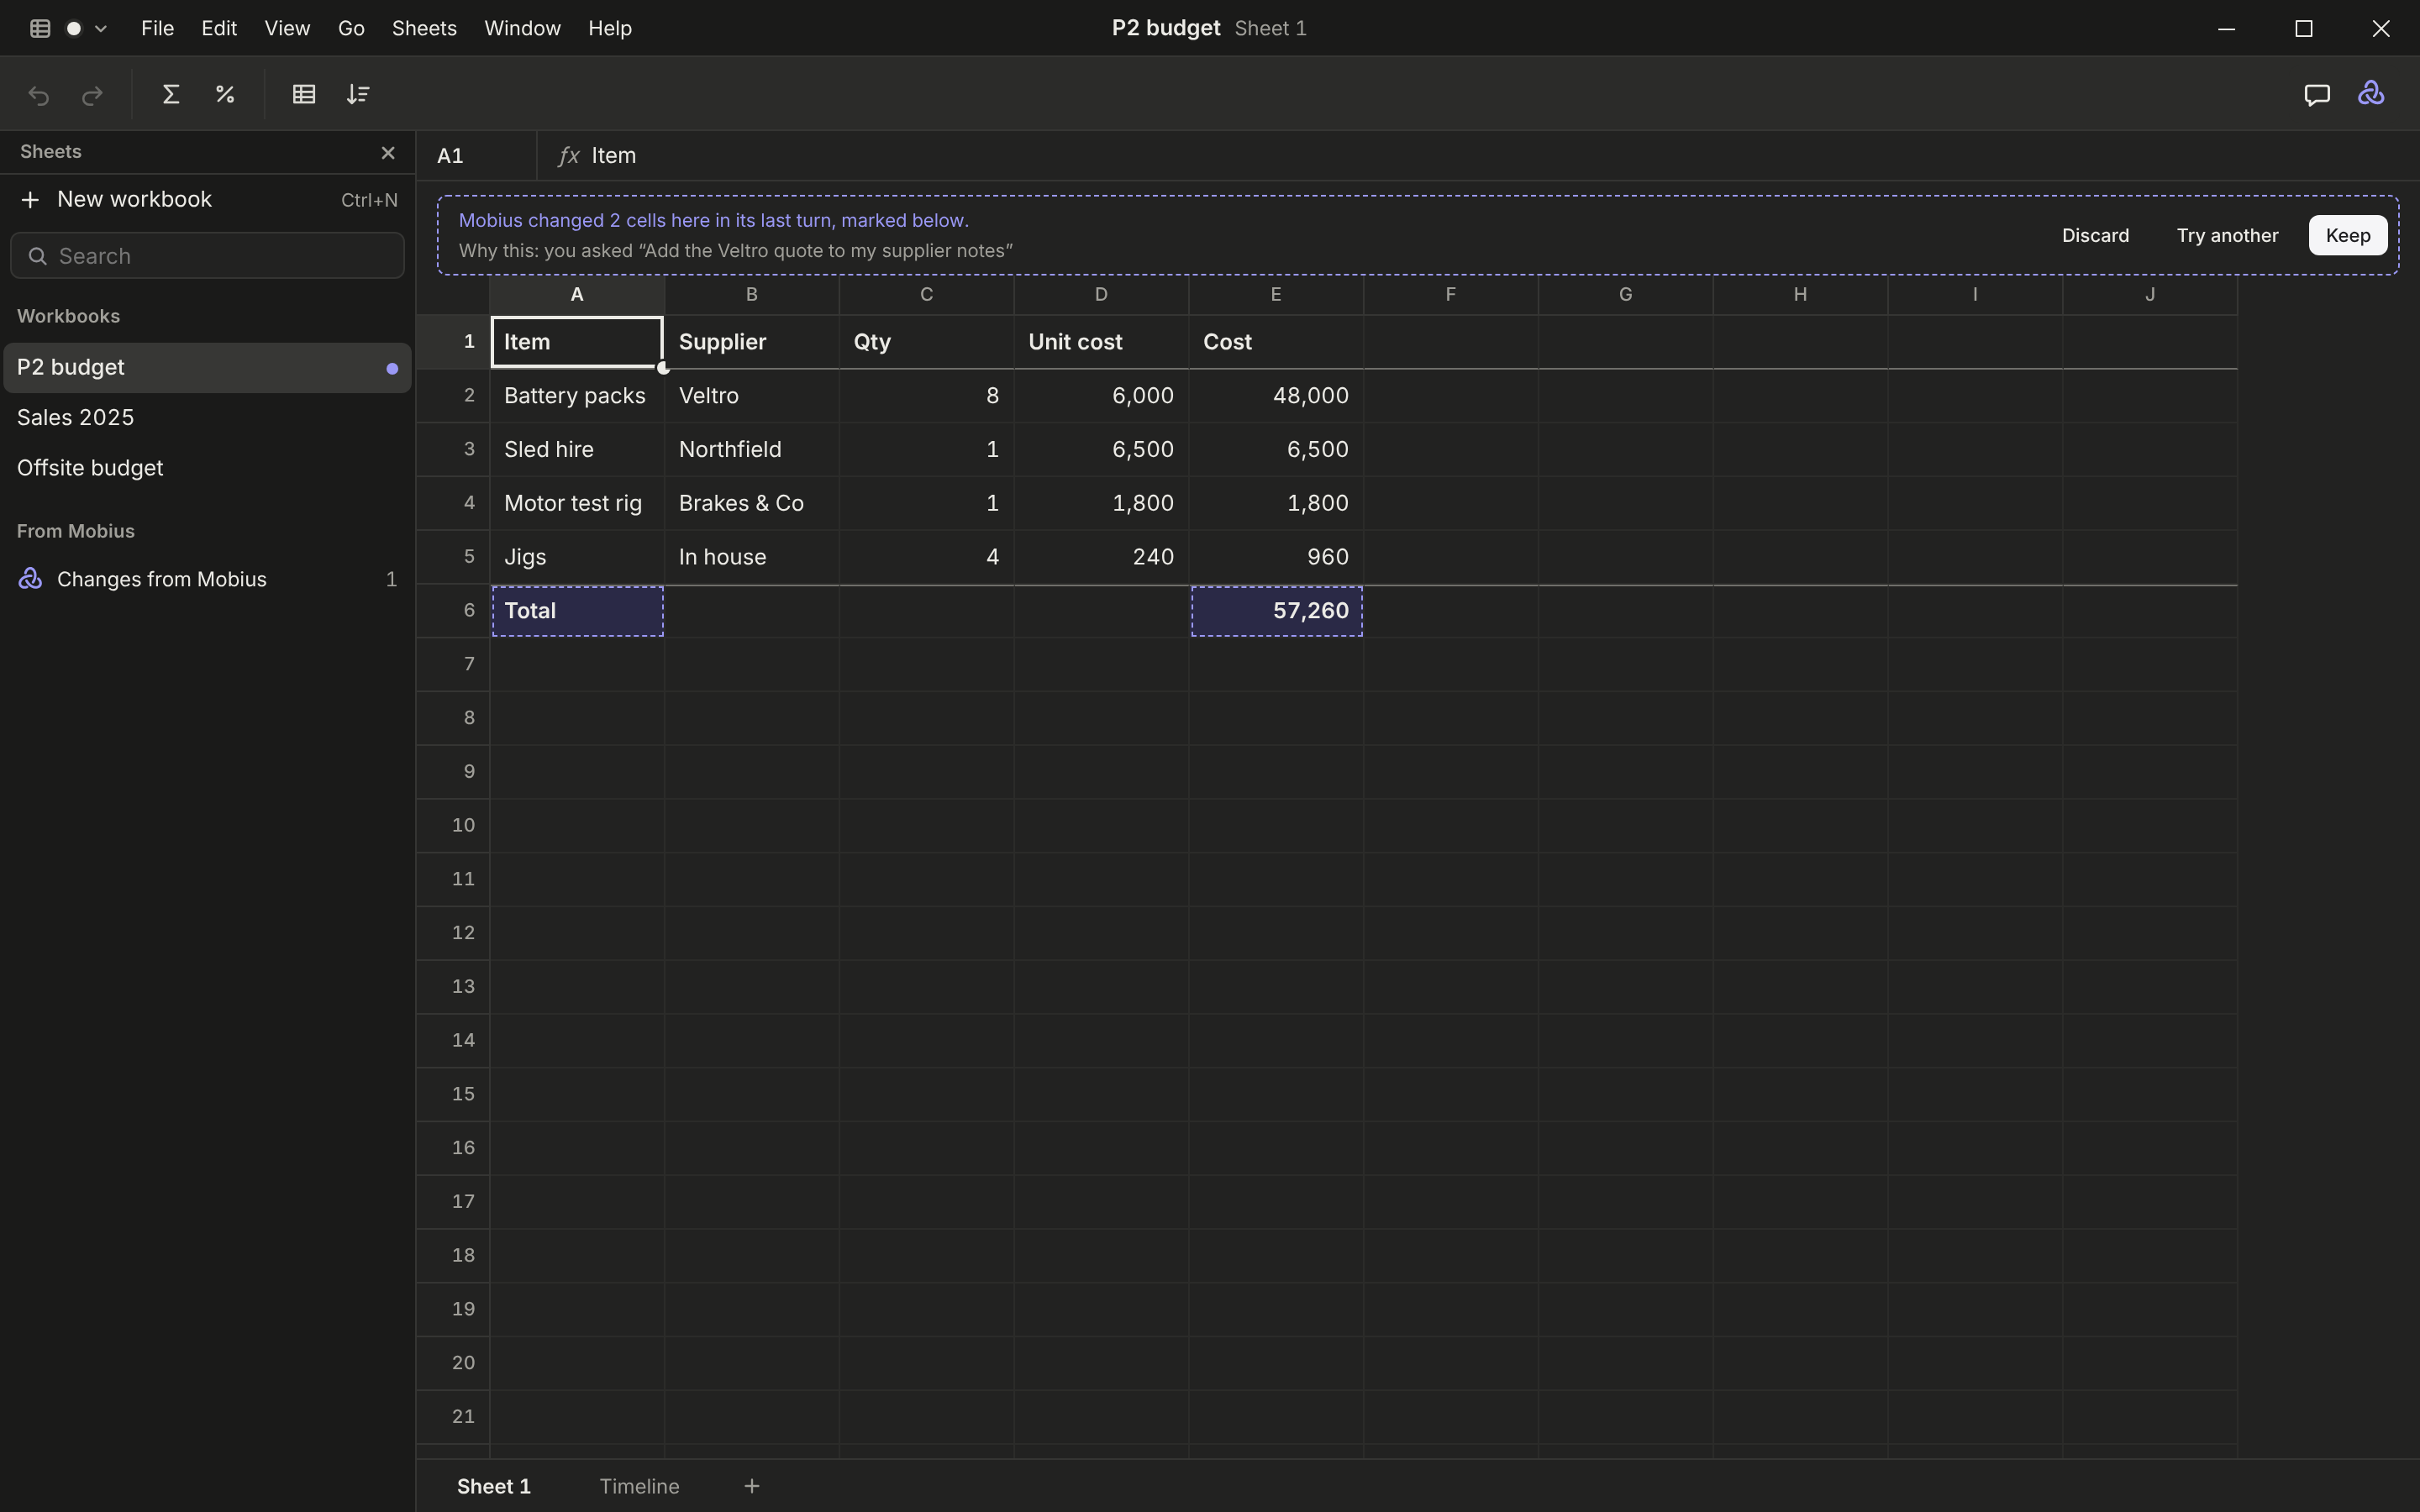 File Edit View Go Sheets Window Help
P2 budget Sheet 1
Sheets
New workbook Ctrl+N
Search
Workbooks
P2 budget
Sales 2025
Offsite budget
From Mobius
Changes from Mobius 1
A1 fx Item
Mobius changed 2 cells here in its last turn, marked below.
Why this: you asked “Add the Veltro quote to my supplier notes”
Discard Try another Keep
A B C D E F G H I J
1 Item Supplier Qty Unit cost Cost
2 Battery packs Veltro 8 6,000 48,000
3 Sled hire Northfield 1 6,500 6,500
4 Motor test rig Brakes & Co 1 1,800 1,800
5 Jigs In house 4 240 960
6 Total 57,260
7
8
9
10
11
12
13
14
15
16
17
18
19
20
21
Sheet 1 Timeline +